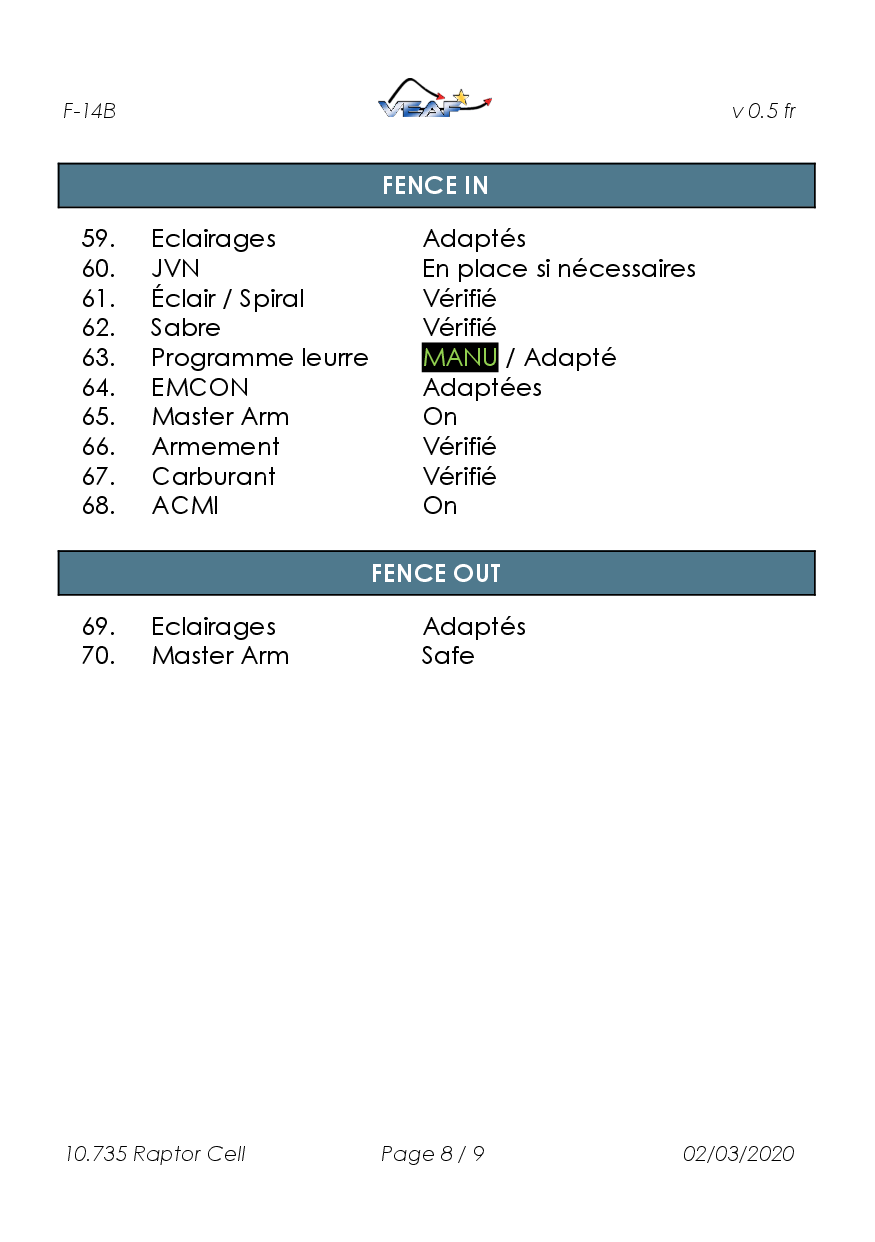 F-14B VEAF v 0.5 fr
FENCE IN
59. Eclairages Adaptés
60. JVN En place si nécessaires
61. Éclair / Spiral Vérifié
62. Sabre Vérifié
63. Programme leurre MANU / Adapté
64. EMCON Adaptées
65. Master Arm On
66. Armement Vérifié
67. Carburant Vérifié
68. ACMI On
FENCE OUT
69. Eclairages Adaptés
70. Master Arm Safe
10.735 Raptor Cell Page 8 / 9 02/03/2020